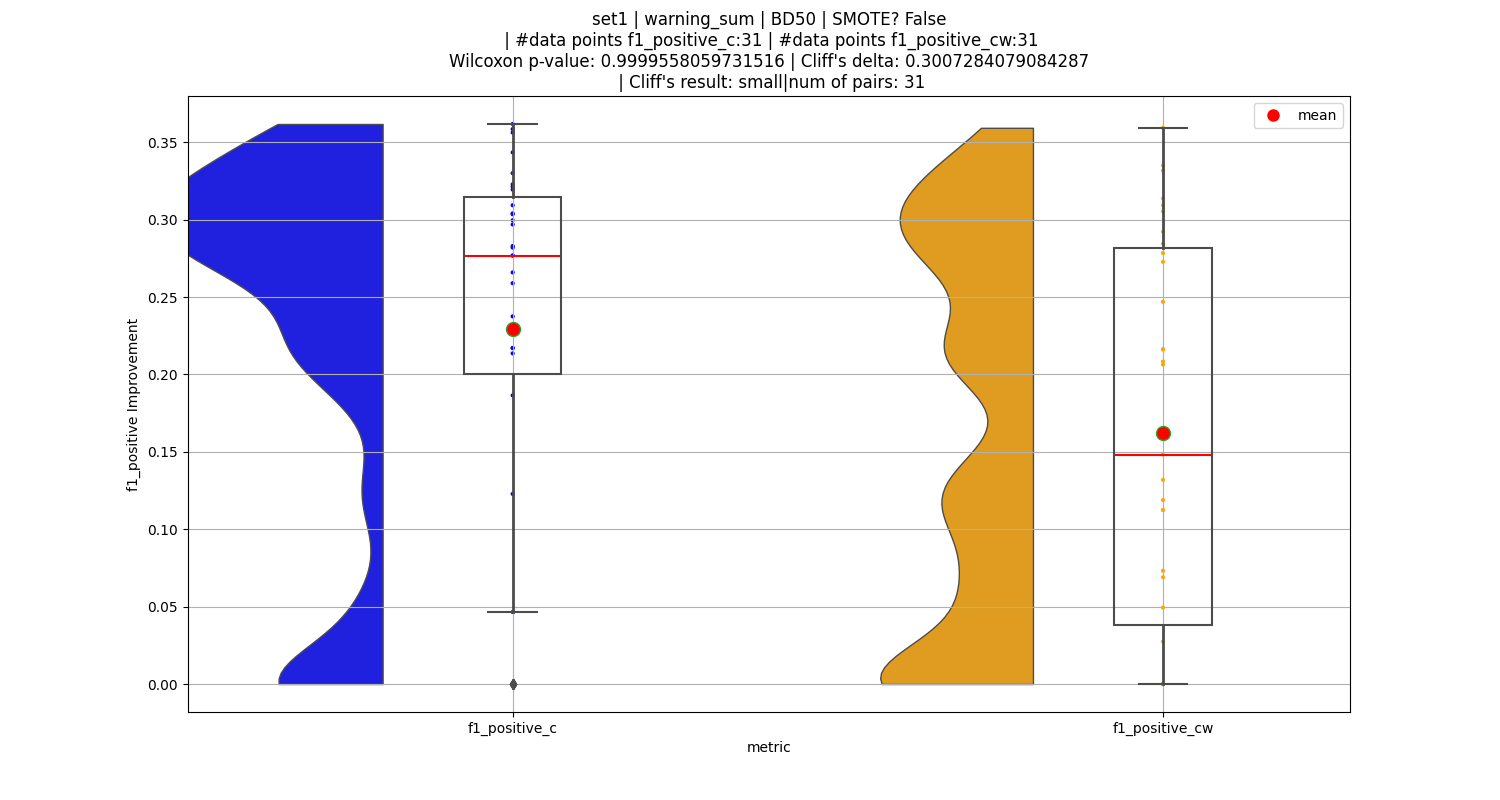 set1 | warning_sum | BD50 | SMOTE? False
| #data points f1_positive_c:31 | #data points f1_positive_cw:31
Wilcoxon p-value: 0.9999558059731516 | Cliff's delta: 0.3007284079084287
| Cliff's result: small|num of pairs: 31
mean
0.35
0.30
0.25
0.20
0.15
0.10
0.05
0.00
f1_positive Improvement
f1_positive_c
f1_positive_cw
metric